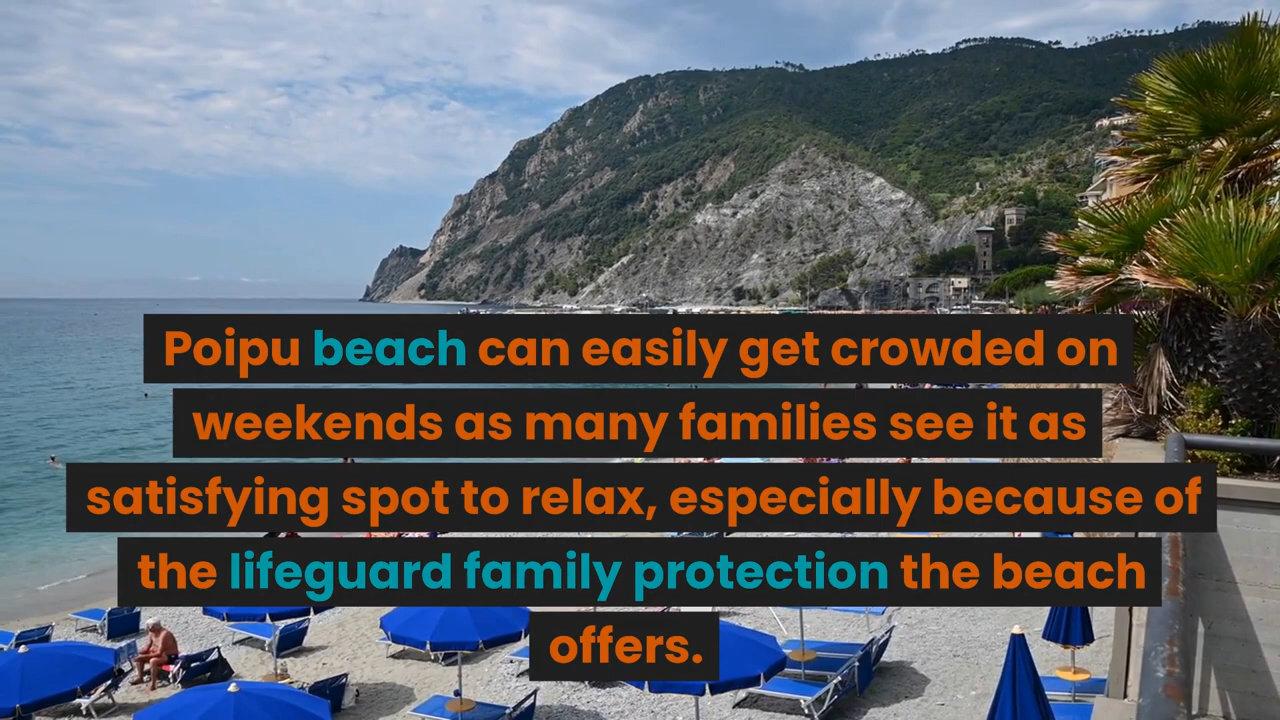 Poipu beach can easily get crowded on
weekends as many families see it as
satisfying spot to relax, especially because of
the lifeguard family protection the beach
offers.